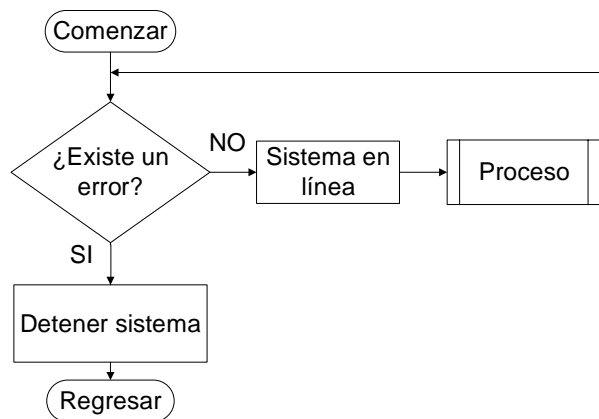 Comenzar
¿Existe un
error?
NO
Sistema en
línea
Proceso
SI
Detener sistema
Regresar